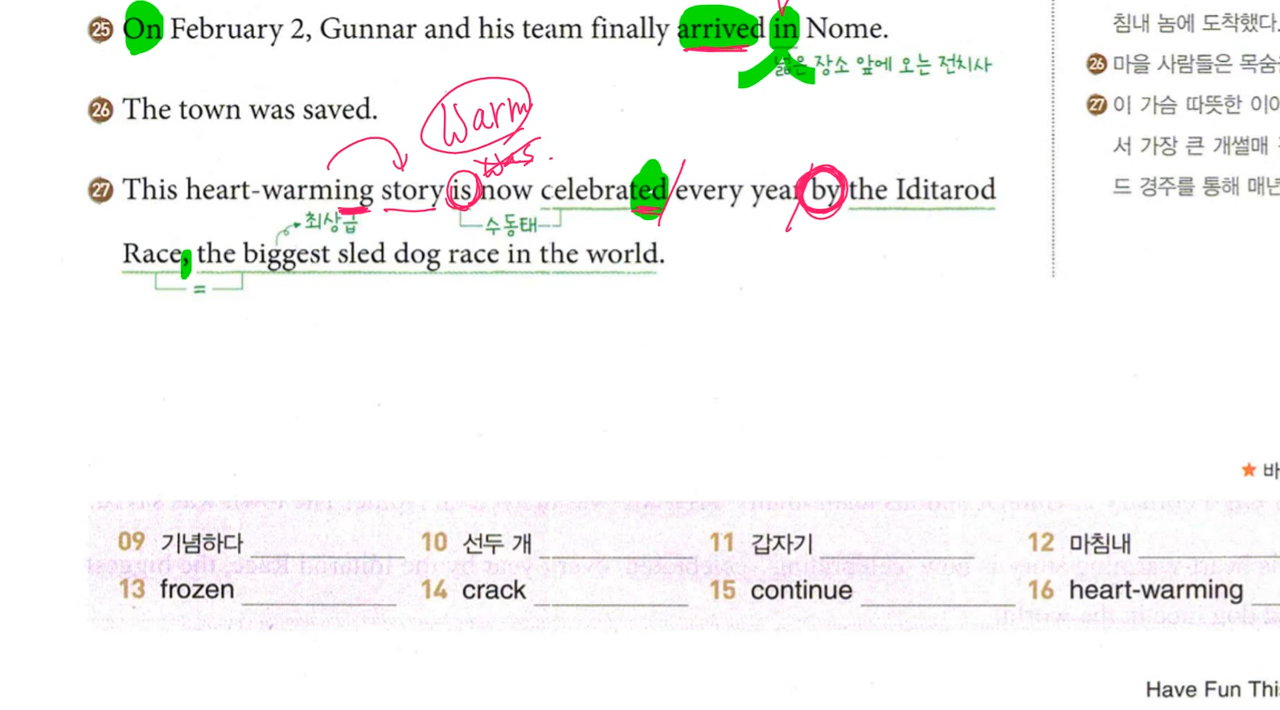 25 On February 2, Gunnar and his team finally arrived in Nome.
넓은 장소 앞에 오는 전치사
26 The town was saved.
Warm
was
27 This heart-warming story is now celebrated every year by the Iditarod
최상급
수동태
Race, the biggest sled dog race in the world.
=
침내 놈에 도착했다.
26 마을 사람들은 목숨
27 이 가슴 따뜻한 이야
서 가장 큰 개썰매
드 경주를 통해 매년
★ 바
09 기념하다
10 선두 개
11 갑자기
12 마침내
13 frozen
14 crack
15 continue
16 heart-warming
Have Fun This